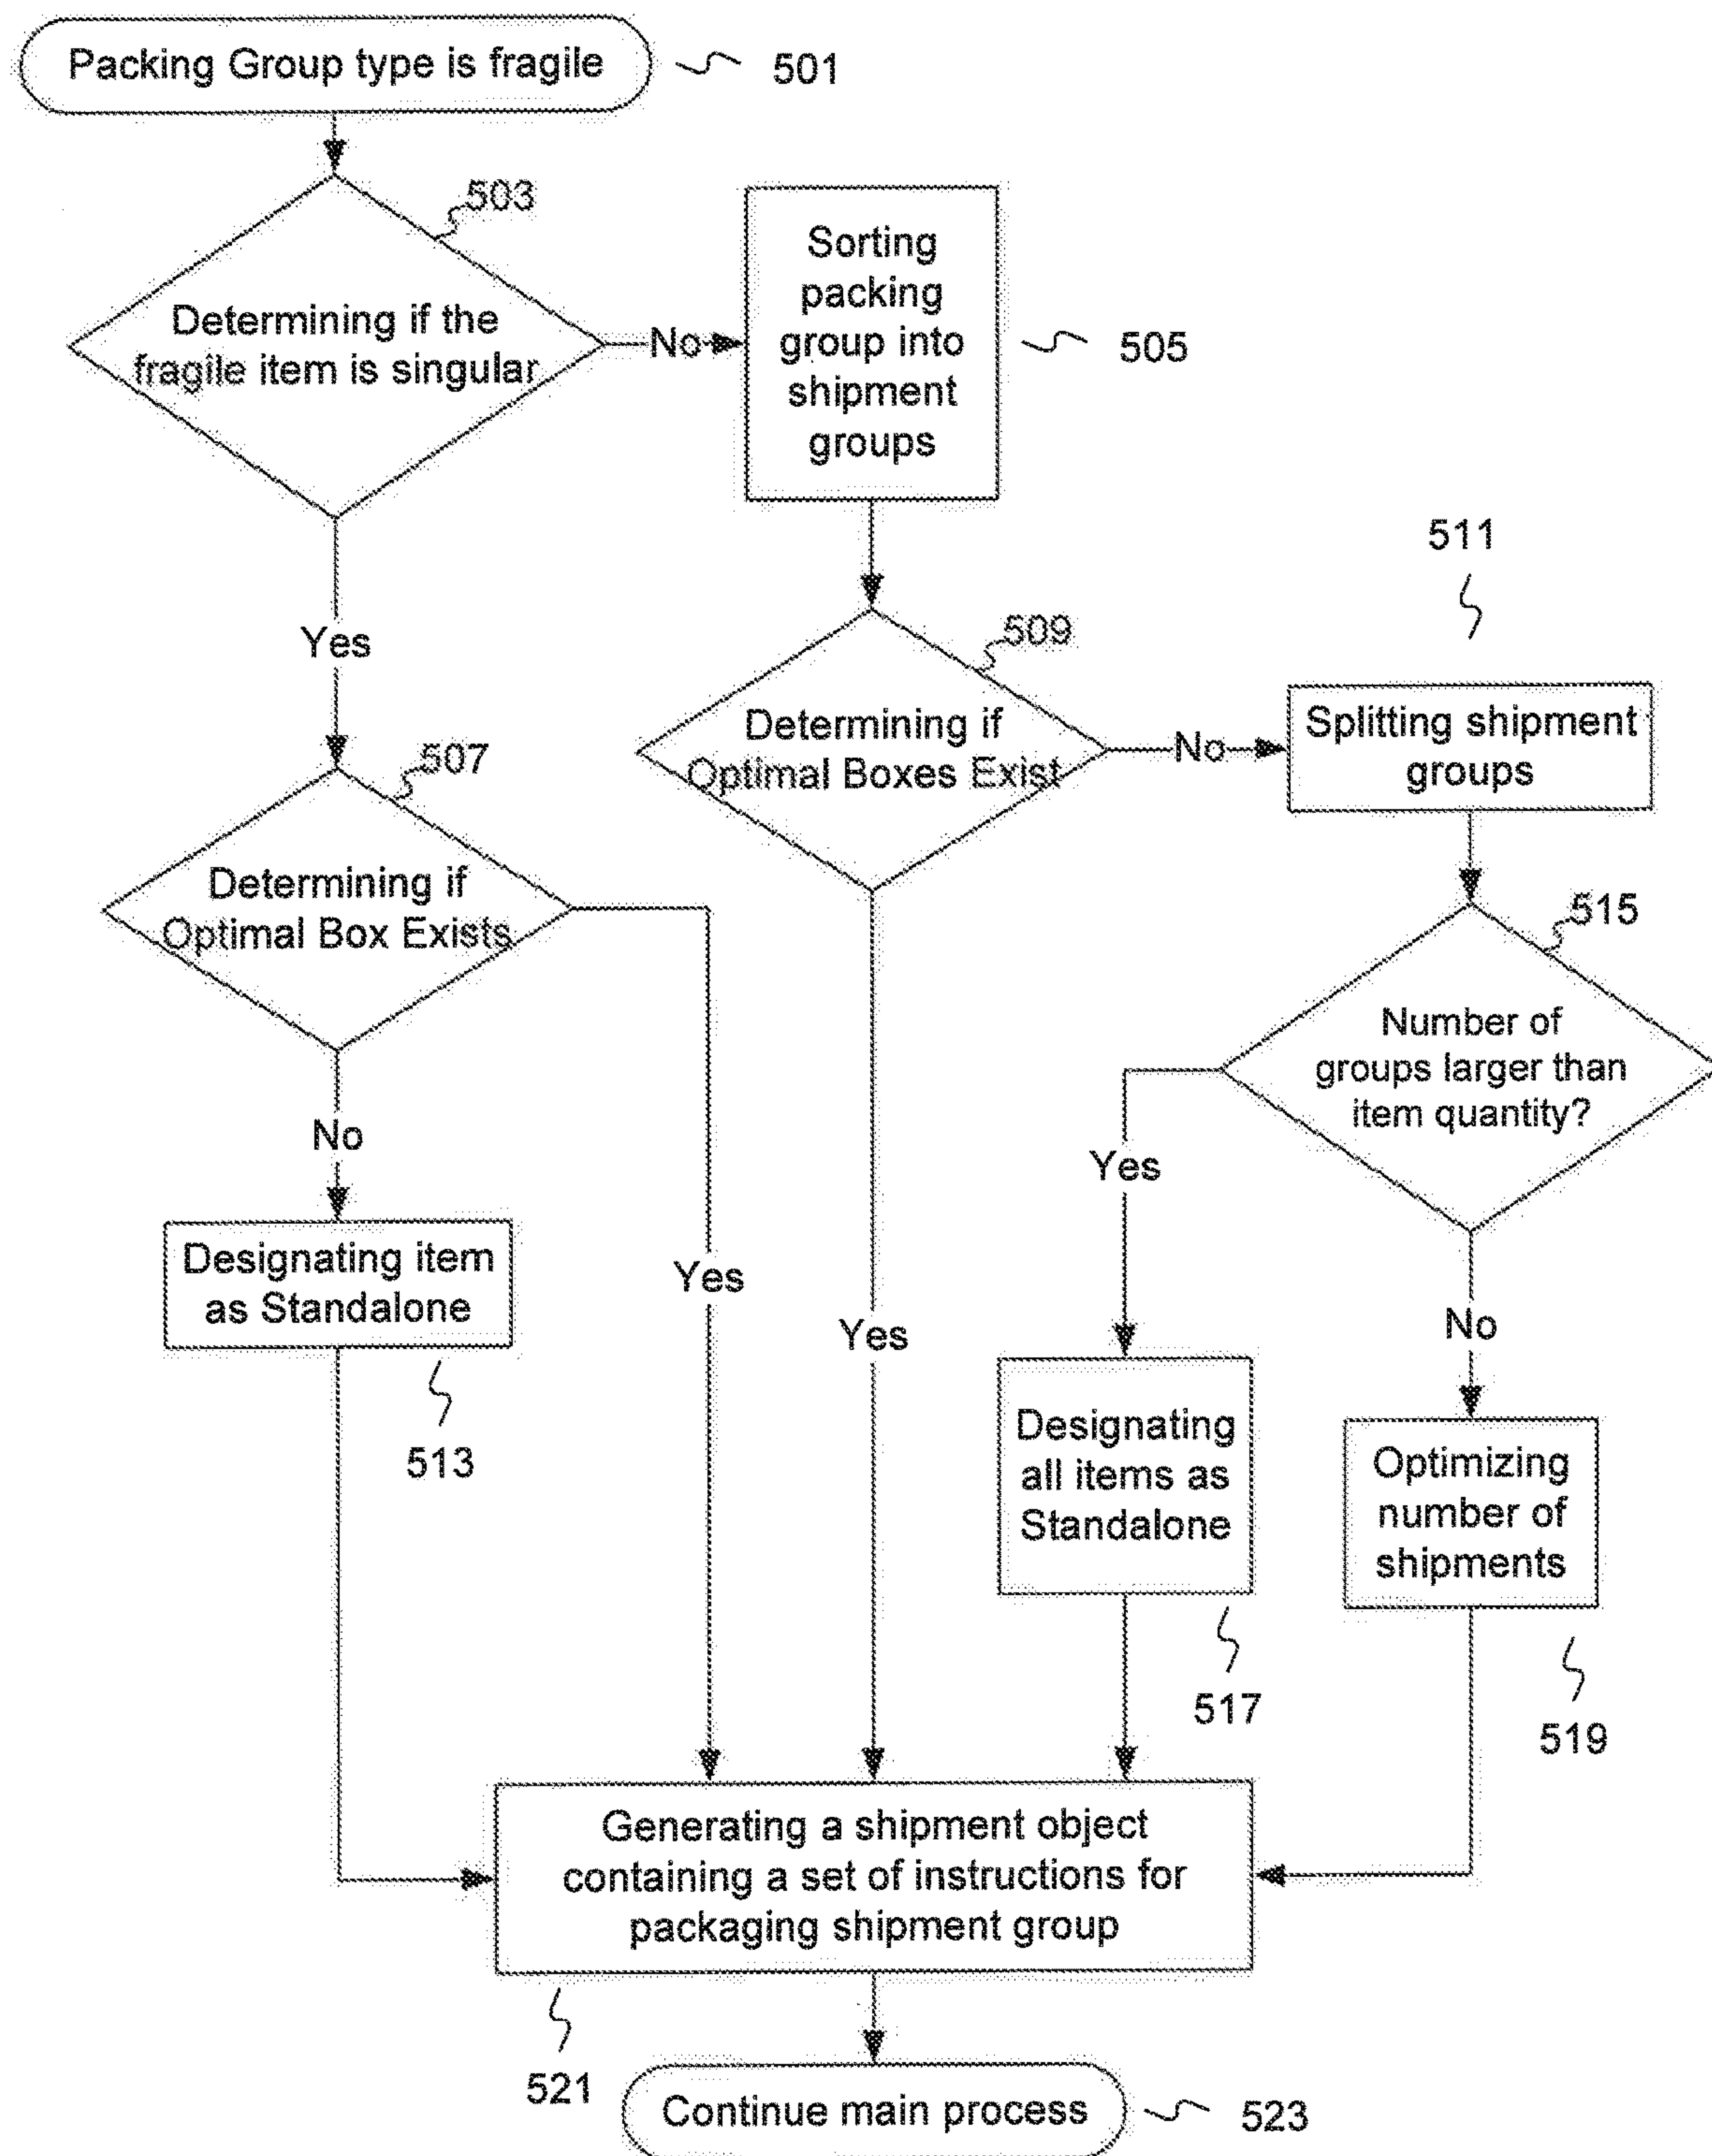 Packing Group type is fragile
501
503
Determining if the
fragile item is singular
No
Sorting
packing
group into
shipment
groups
505
Yes
507
Determining if
Optimal Box Exists
509
Determining if
Optimal Boxes Exist
No
511
Splitting shipment
groups
515
Number of
groups larger than
item quantity?
No
Designating item
as Standalone
513
Yes
Yes
Yes
Designating
all items as
Standalone
517
No
Optimizing
number of
shipments
519
Generating a shipment object
containing a set of instructions for
packaging shipment group
521
Continue main process
523